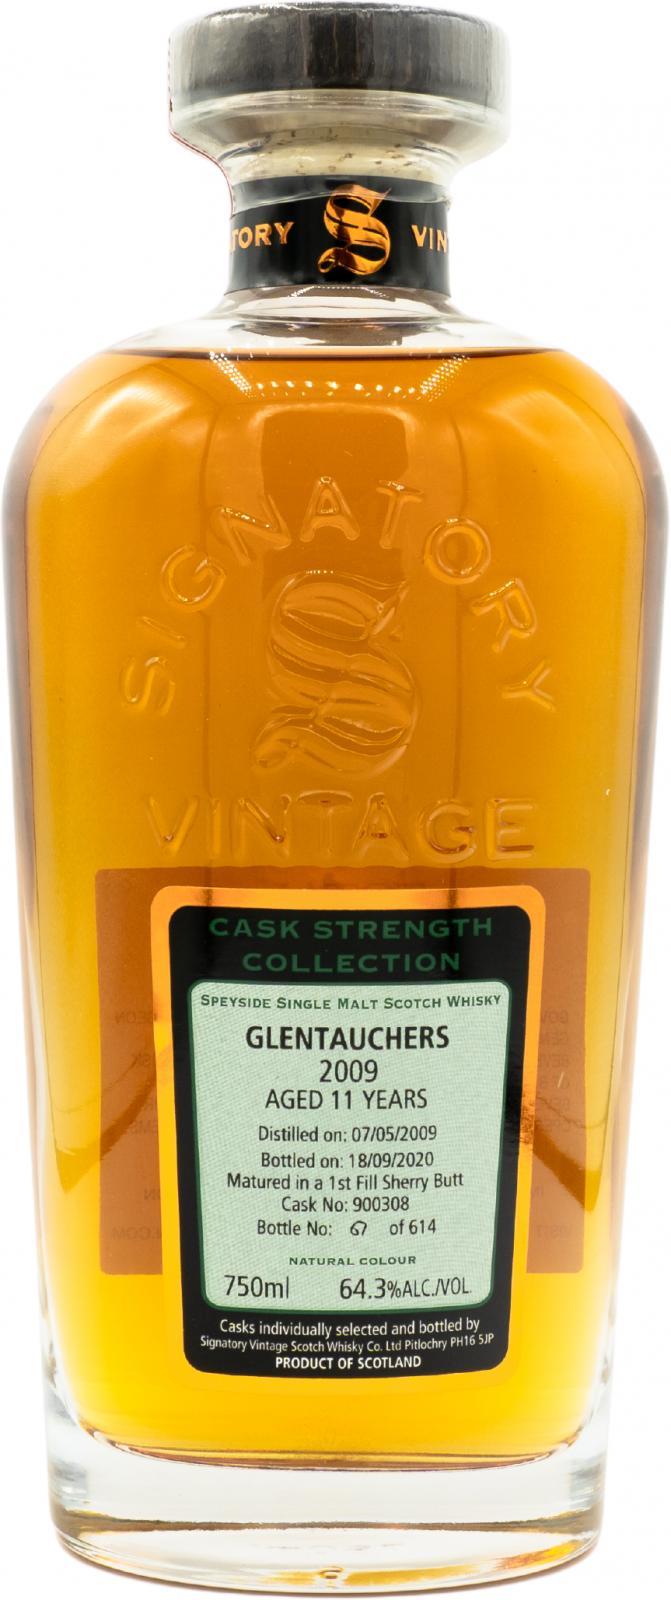 TORY S VIN
SIGNATORY
S
VINTAGE
CASK STRENGTH
COLLECTION
SPEYSIDE SINGLE MALT SCOTCH WHISKY
GLENTAUCHERS
2009
AGED 11 YEARS
Distilled on: 07/05/2009
Bottled on: 18/09/2020
Matured in a 1st Fill Sherry Butt
Cask No: 900308
Bottle No: 67 of 614
NATURAL COLOUR
750ml 64.3%ALC./VOL.
Casks individually selected and bottled by
Signatory Vintage Scotch Whisky Co. Ltd Pitlochry PH16 5JP
PRODUCT OF SCOTLAND